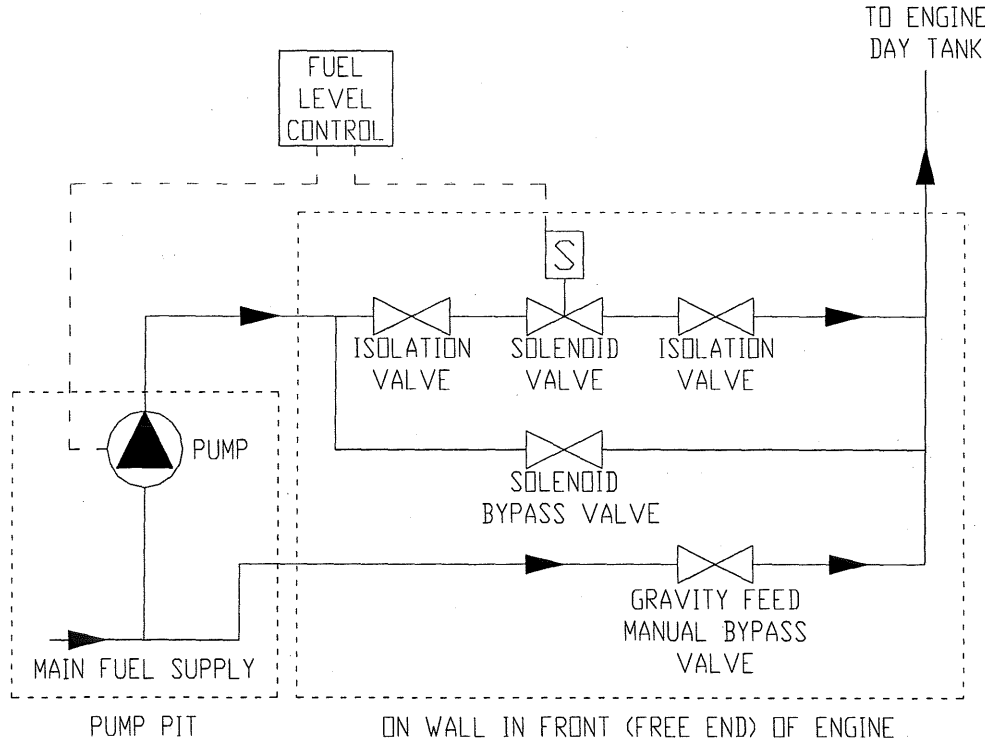 TO ENGINE
DAY TANK
FUEL
LEVEL
CONTROL
S
ISOLATION
VALVE
SOLENOID
VALVE
ISOLATION
VALVE
PUMP
SOLENOID
BYPASS VALVE
GRAVITY FEED
MANUAL BYPASS
VALVE
MAIN FUEL SUPPLY
PUMP PIT
ON WALL IN FRONT (FREE END) OF ENGINE